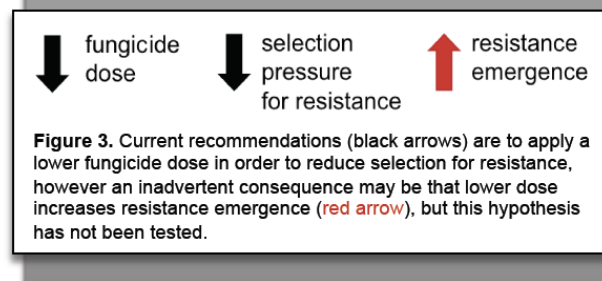 fungicide
dose
selection
pressure
for resistance
resistance
emergence
Figure 3. Current recommendations (black arrows) are to apply a
lower fungicide dose in order to reduce selection for resistance,
however an inadvertent consequence may be that lower dose
increases resistance emergence (red arrow), but this hypothesis
has not been tested.